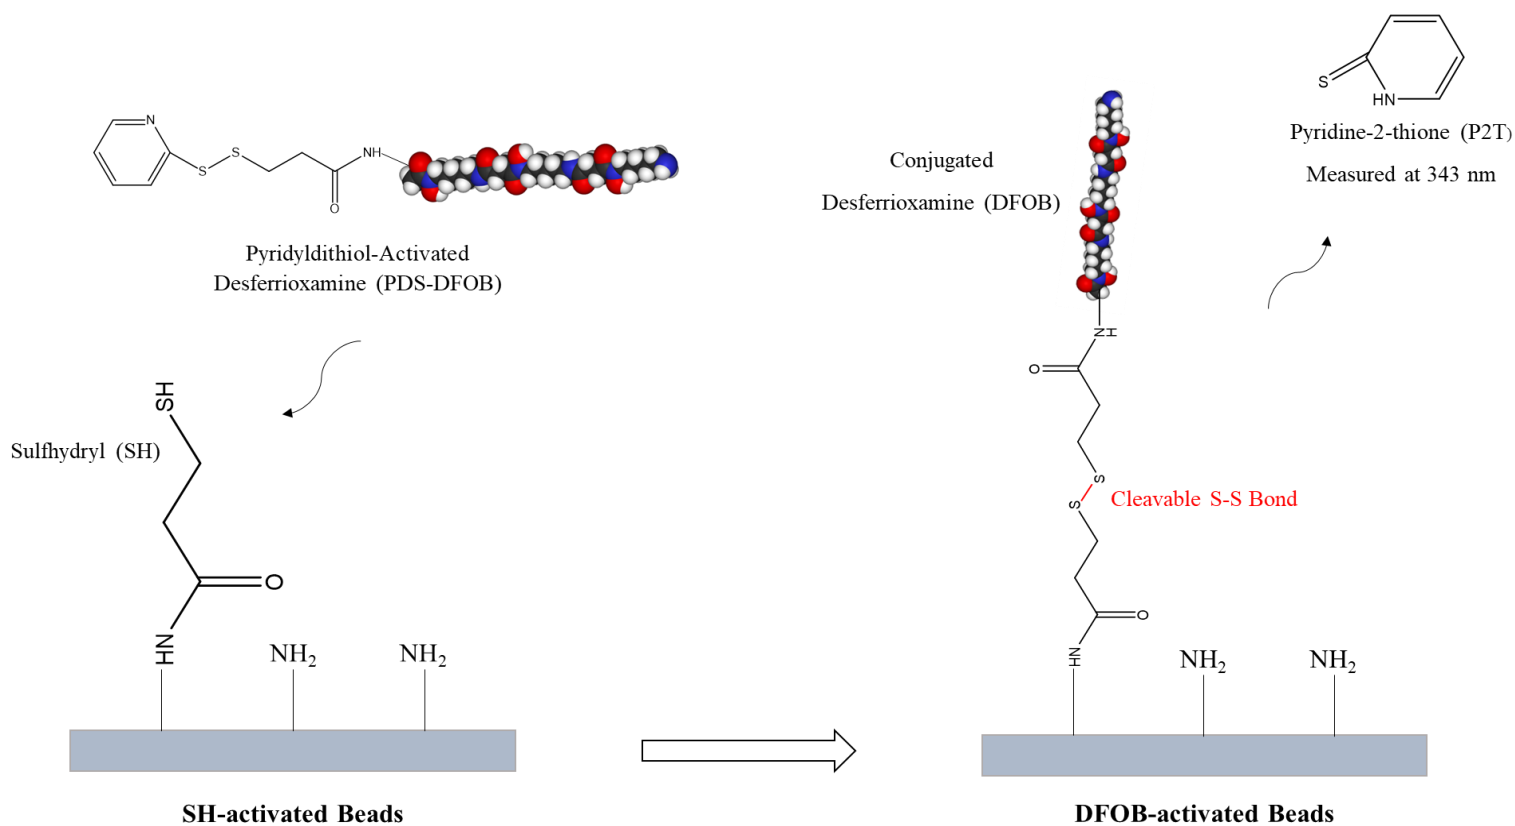 N
S
S
NH
O
Pyridyldithiol-Activated
Desferrioxamine (PDS-DFOB)
SH
Sulfhydryl (SH)
O
HN
NH2
NH2
SH-activated Beads
S
HN
Pyridine-2-thione (P2T)
Measured at 343 nm
Conjugated
Desferrioxamine (DFOB)
NH
O
S
S
Cleavable S-S Bond
O
HN
NH2
NH2
DFOB-activated Beads